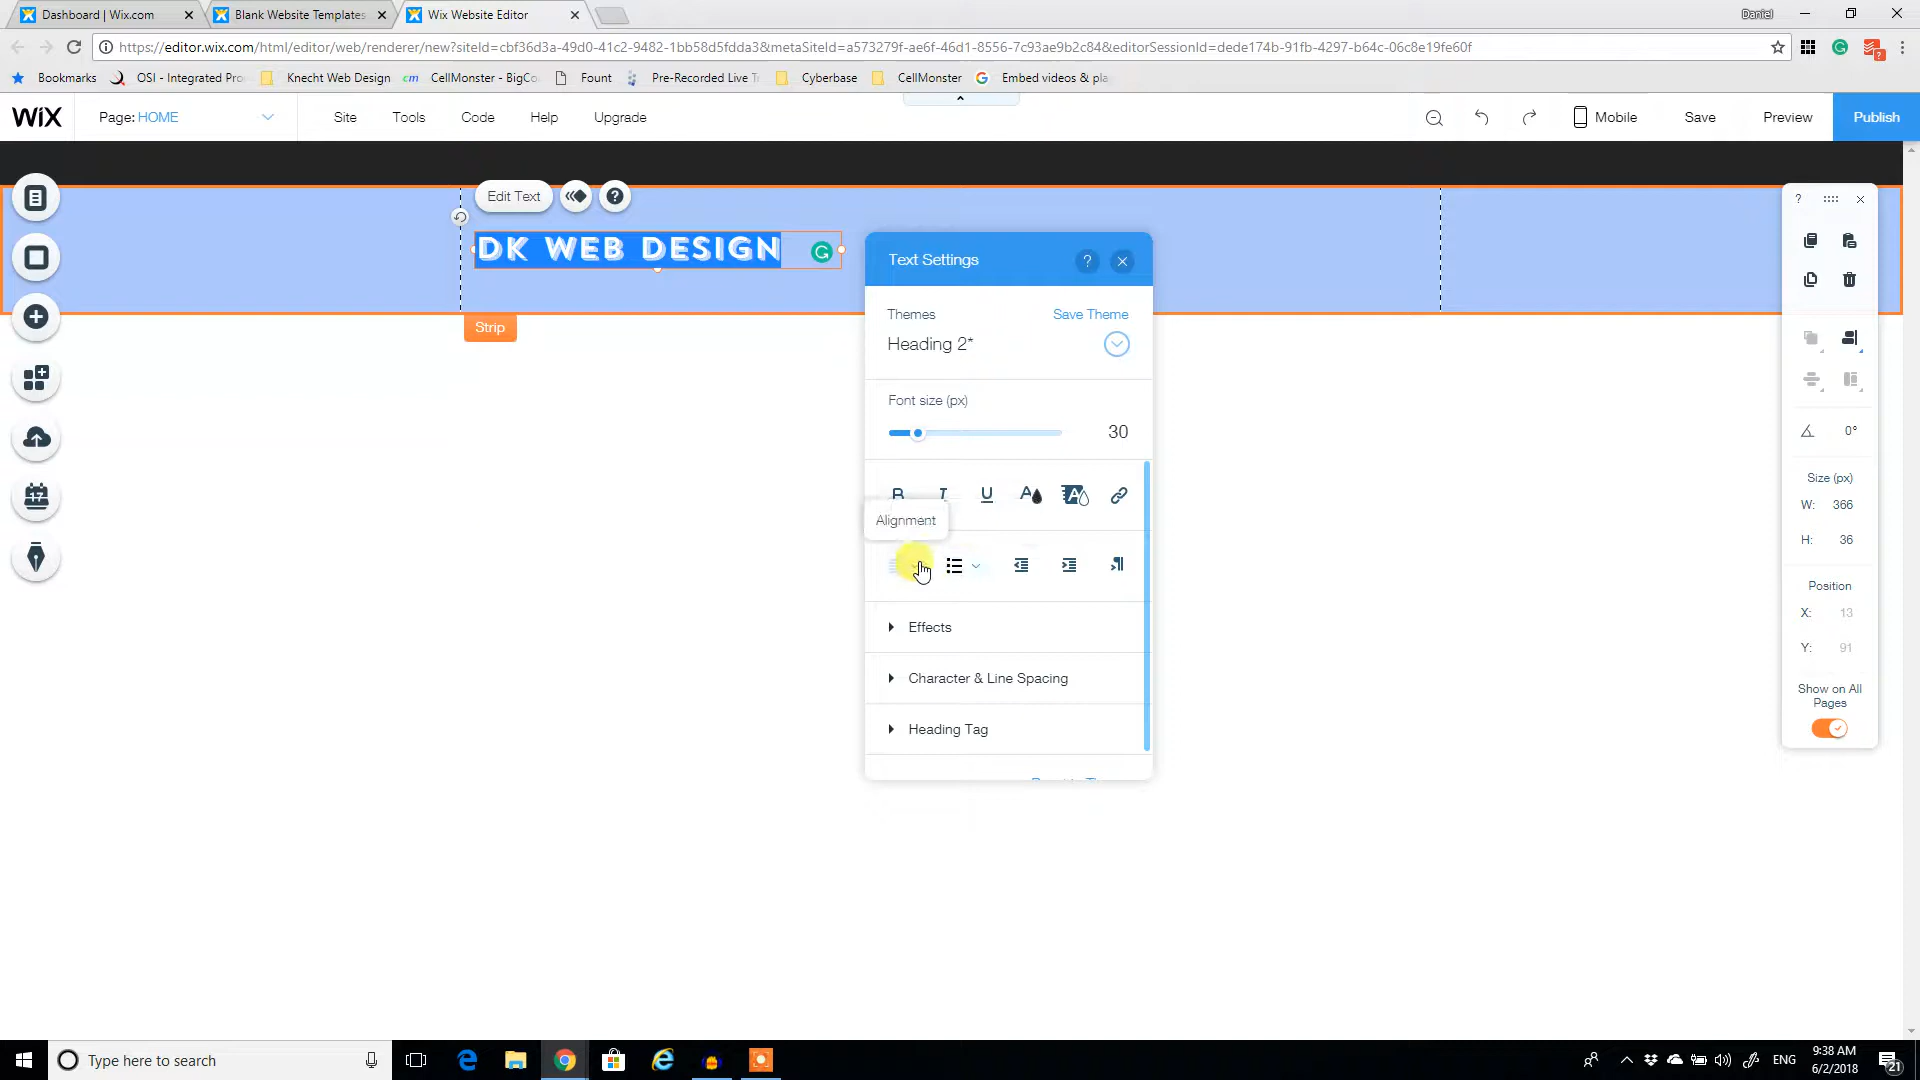 Dashboard | Wix.com
Blank Website Templates
Wix Website Editor
Daniel
https://editor.wix.com/html/editor/web/renderer/new?siteId=cbf36d3a-49d0-41c2-9482-1bb58d5fdda3&metaSiteId=a573279f-ae6f-46d1-8556-7c93ae9b2c84&editorSessionId=dede174b-91fb-4297-b64c-06c8e19fe60f
Bookmarks
OSI - Integrated Pro
Knecht Web Design
cm
CellMonster - BigCo
Fount
Pre-Recorded Live T
Cyberbase
CellMonster
Embed videos & pla
WiX
Page: HOME
Site
Tools
Code
Help
Upgrade
Mobile
Save
Preview
Publish
Edit Text
?
DK WEB DESIGN
Strip
Text Settings
?
Themes
Save Theme
Heading 2*
Font size (px)
30
B
I
U
A
A
Alignment
Effects
Character & Line Spacing
Heading Tag
?
0°
Size (px)
W: 366
H: 36
Position
X: 13
Y: 91
Show on All
Pages
17
Type here to search
ENG
9:38 AM
6/2/2018
21